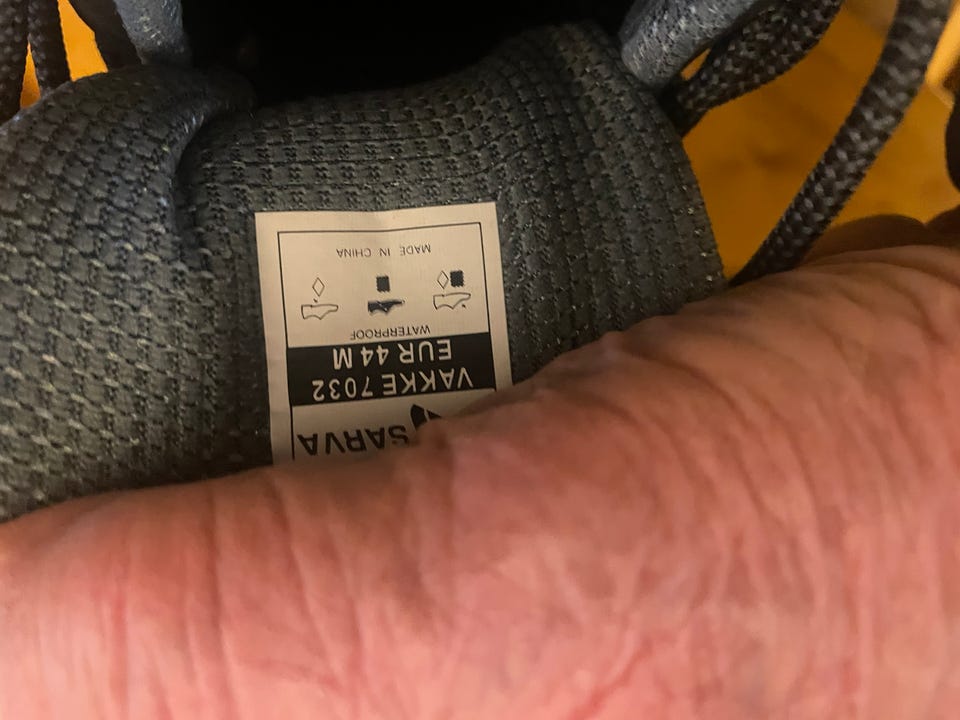 SARVA
VAKKE 7032
EUR 44 M
WATERPROOF
MADE IN CHINA